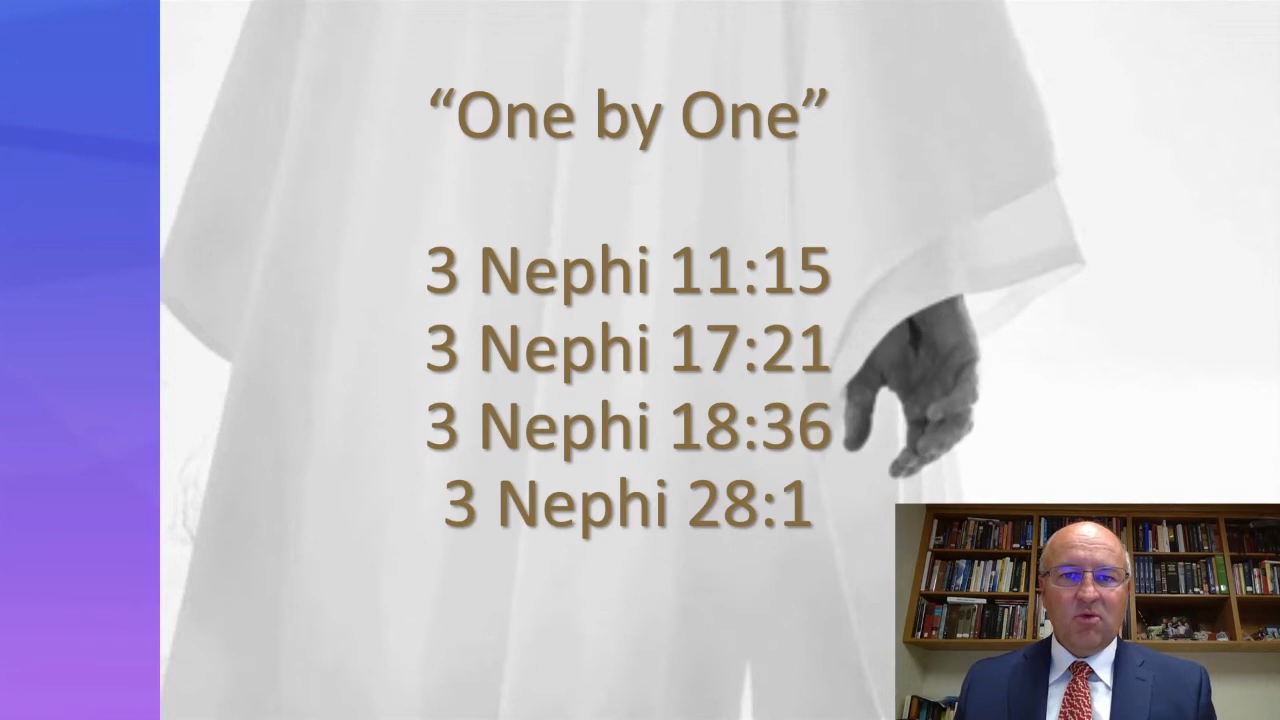 “One by One”
3 Nephi 11:15
3 Nephi 17:21
3 Nephi 18:36
3 Nephi 28:1